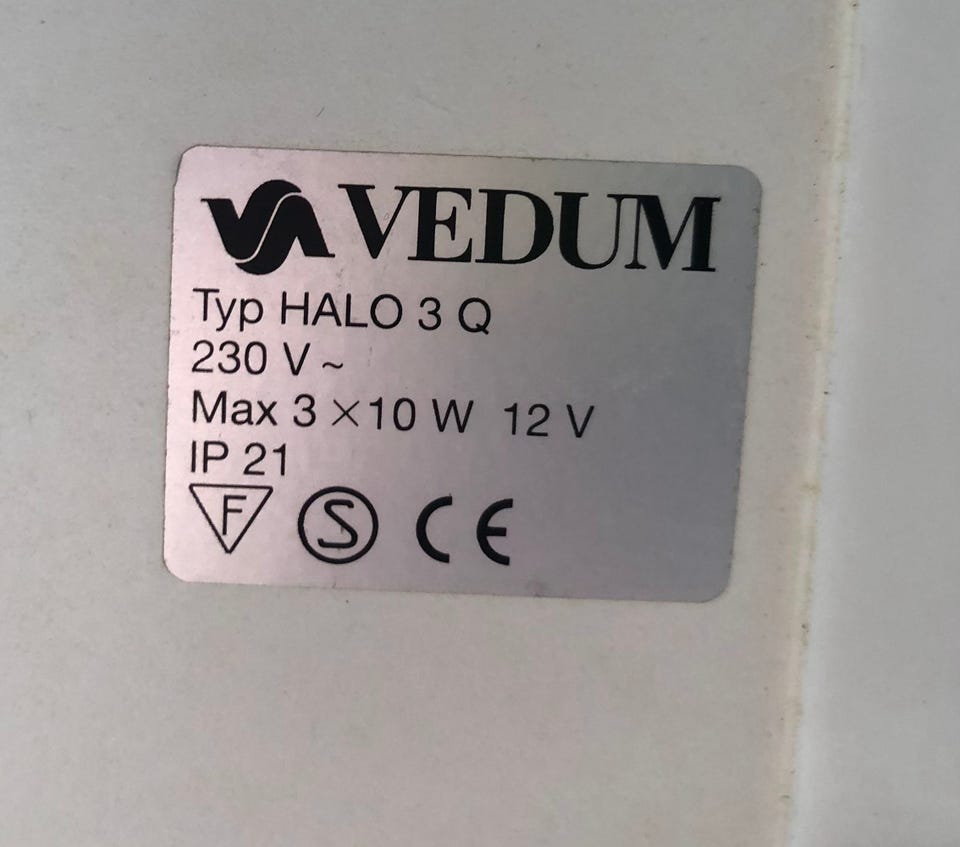 VEDUM
Typ HALO 3 Q
230 V ~
Max 3 ×10 W 12 V
IP 21
F S CE